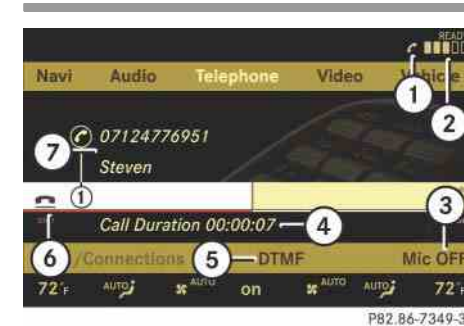 READY
Navi Audio Telephone Video Vehicle
1
2
07124776951
7
Steven
1
3
Call Duration 00:00:07 4
6 /Connections 5 DTMF Mic OFF
72°F AUTO AUTO on AUTO AUTO 72°F
P82.86-7349-3